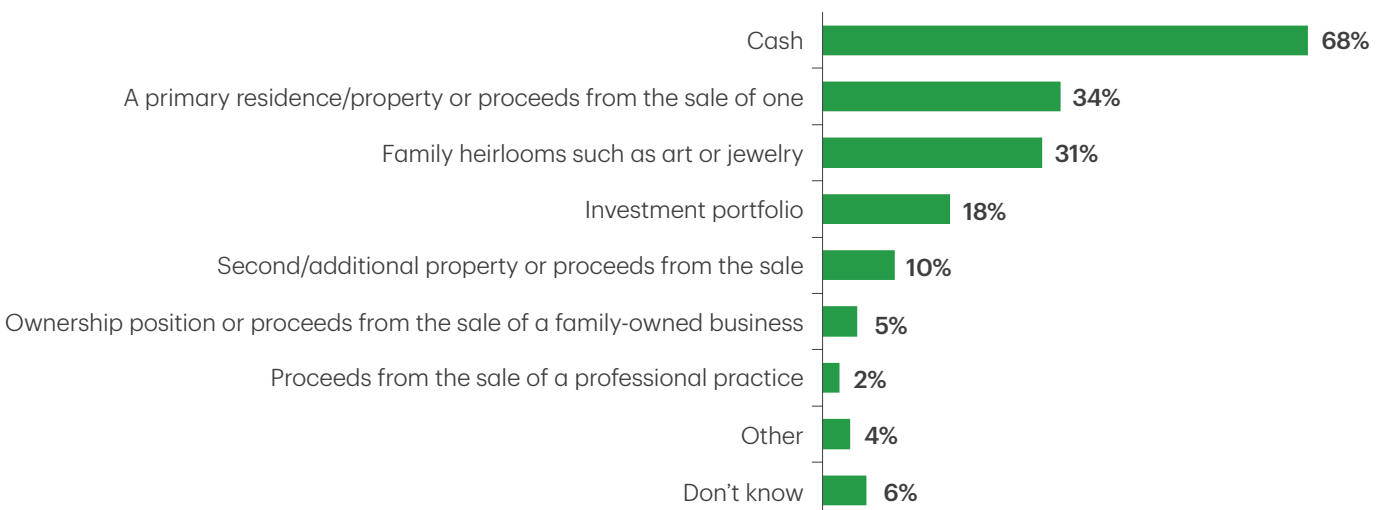 Cash 68%
A primary residence/property or proceeds from the sale of one 34%
Family heirlooms such as art or jewelry 31%
Investment portfolio 18%
Second/additional property or proceeds from the sale 10%
Ownership position or proceeds from the sale of a family-owned business 5%
Proceeds from the sale of a professional practice 2%
Other 4%
Don’t know 6%